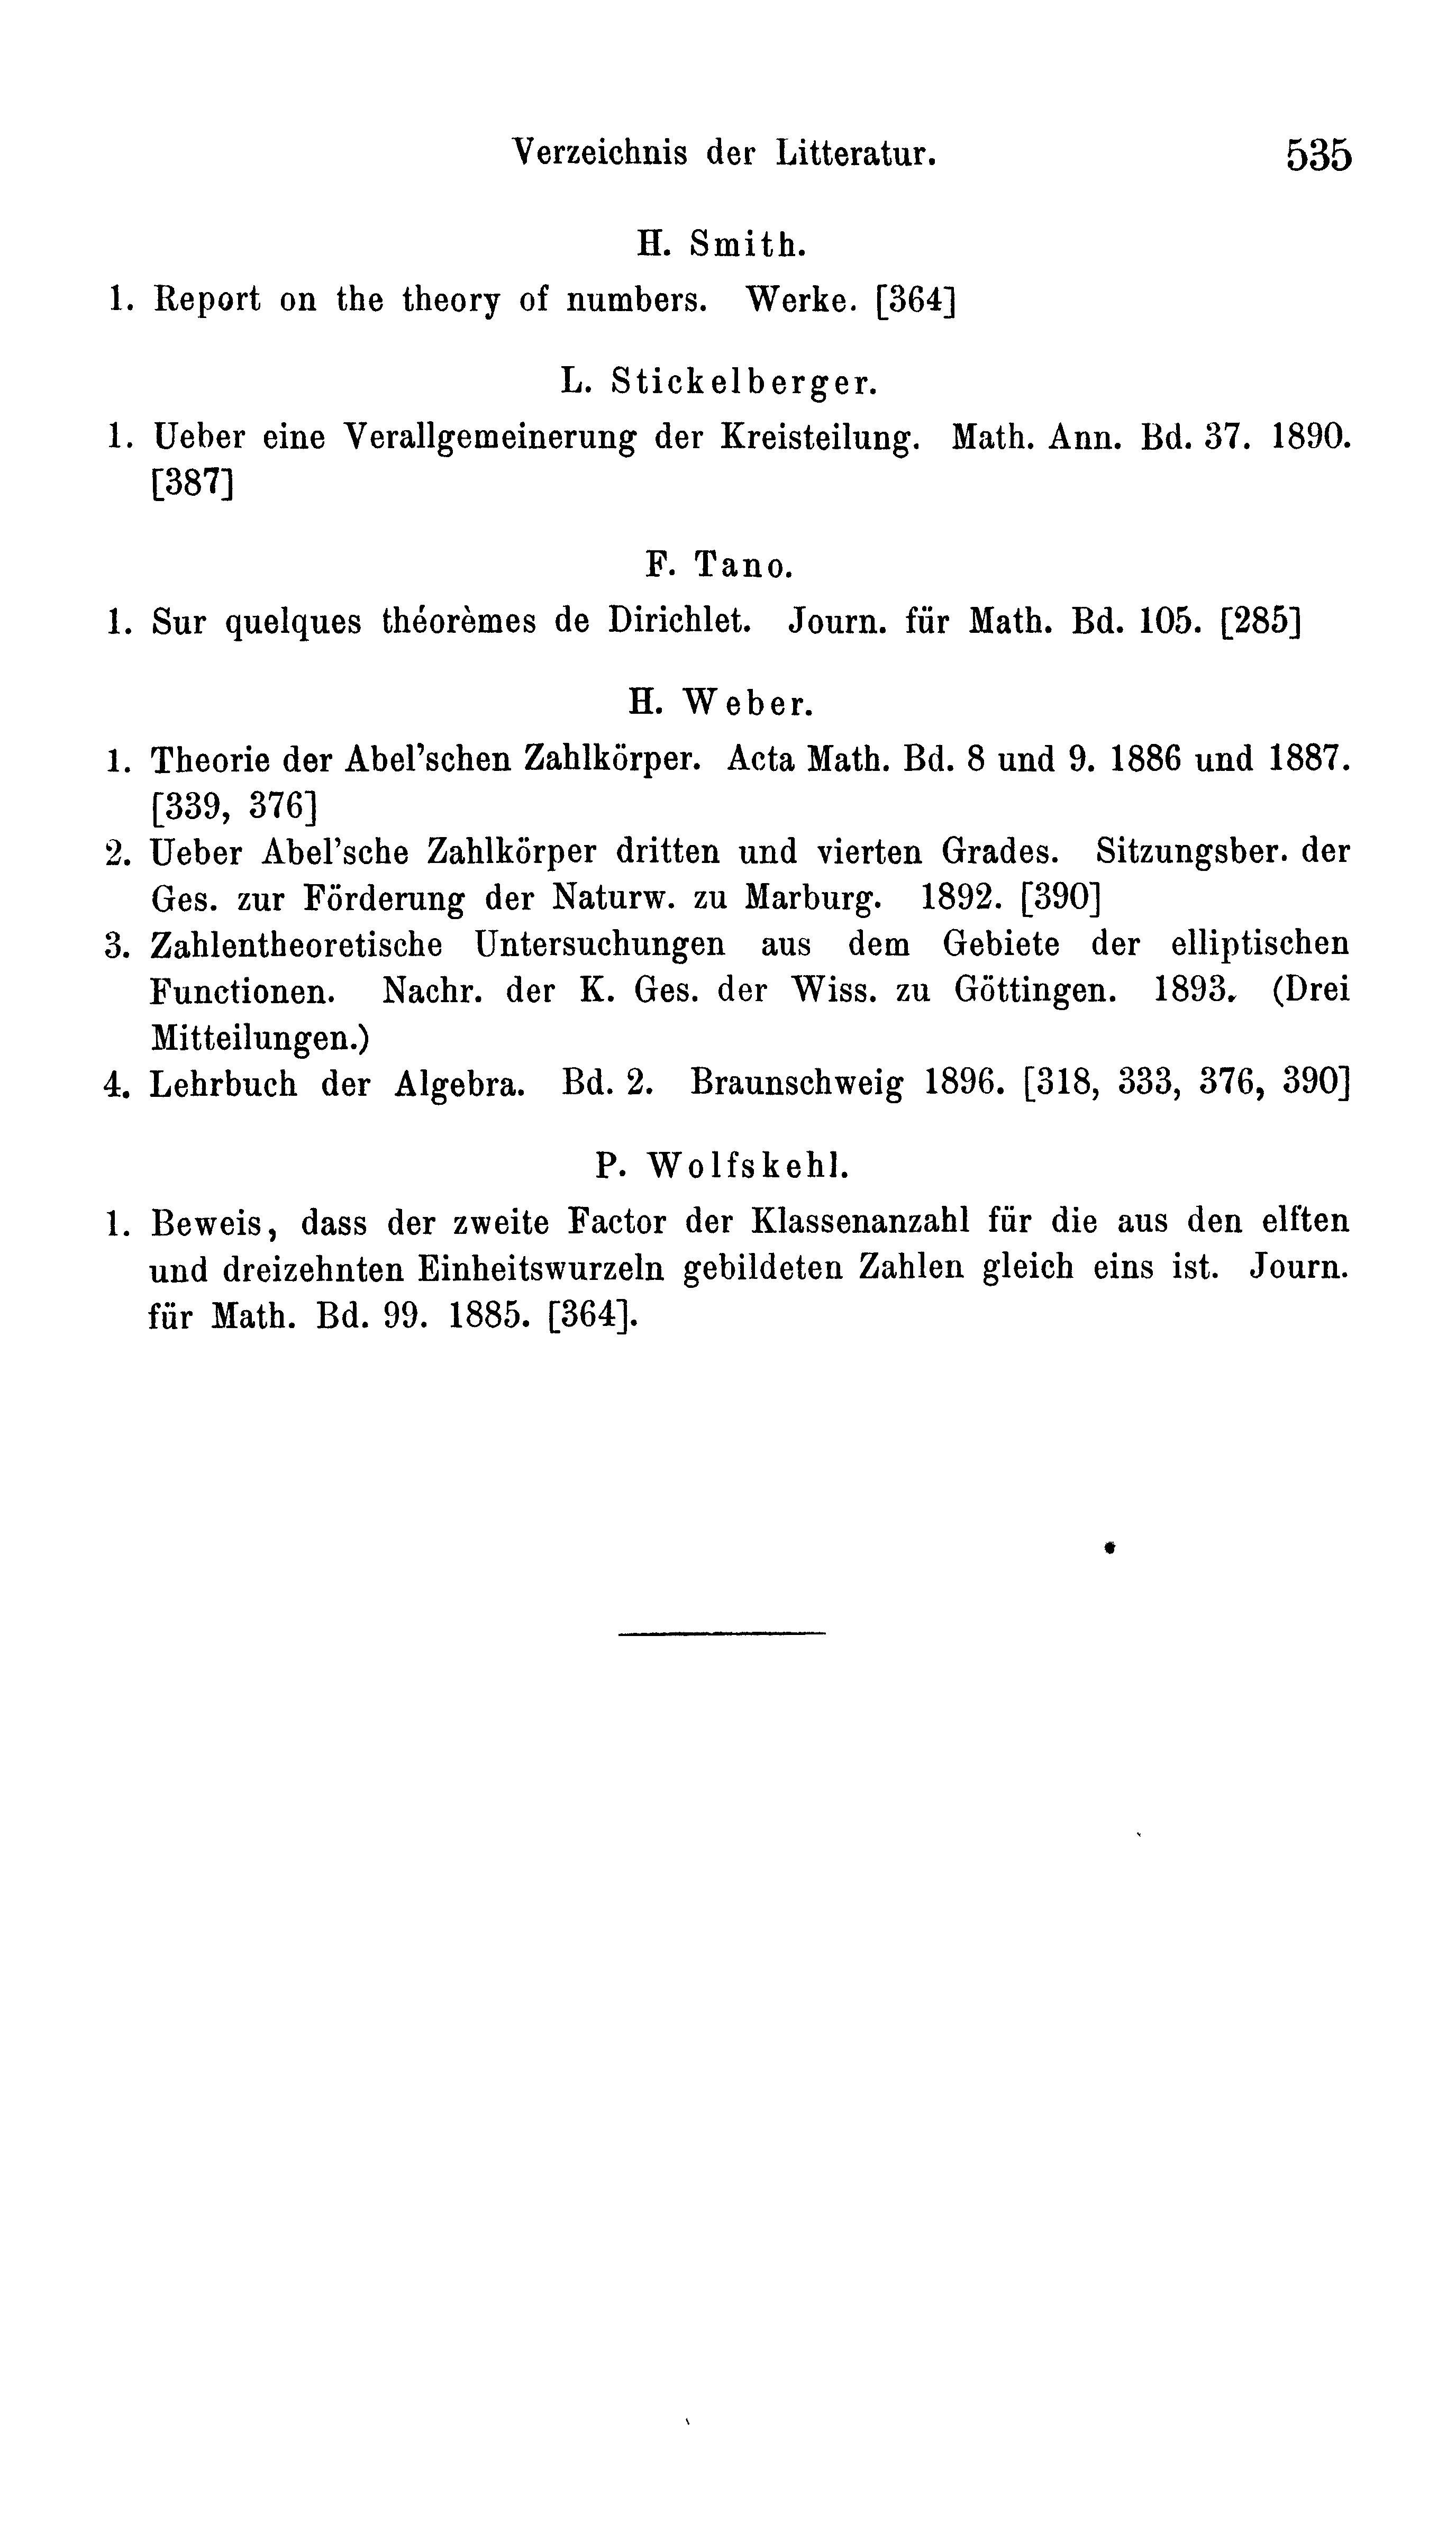 Verzeichnis der Litteratur. 535
H. Smith.
1. Report on the theory of numbers. Werke. [364]
L. Stickelberger.
1. Ueber eine Verallgemeinerung der Kreisteilung. Math. Ann. Bd. 37. 1890.
[387]
F. Tano.
1. Sur quelques théorèmes de Dirichlet. Journ. für Math. Bd. 105. [285]
H. Weber.
1. Theorie der Abel'schen Zahlkörper. Acta Math. Bd. 8 und 9. 1886 und 1887.
[339, 376]
2. Ueber Abel'sche Zahlkörper dritten und vierten Grades. Sitzungsber. der
Ges. zur Förderung der Naturw. zu Marburg. 1892. [390]
3. Zahlentheoretische Untersuchungen aus dem Gebiete der elliptischen
Functionen. Nachr. der K. Ges. der Wiss. zu Göttingen. 1893. (Drei
Mitteilungen.)
4. Lehrbuch der Algebra. Bd. 2. Braunschweig 1896. [318, 333, 376, 390]
P. Wolfskehl.
1. Beweis, dass der zweite Factor der Klassenanzahl für die aus den elften
und dreizehnten Einheitswurzeln gebildeten Zahlen gleich eins ist. Journ.
für Math. Bd. 99. 1885. [364].